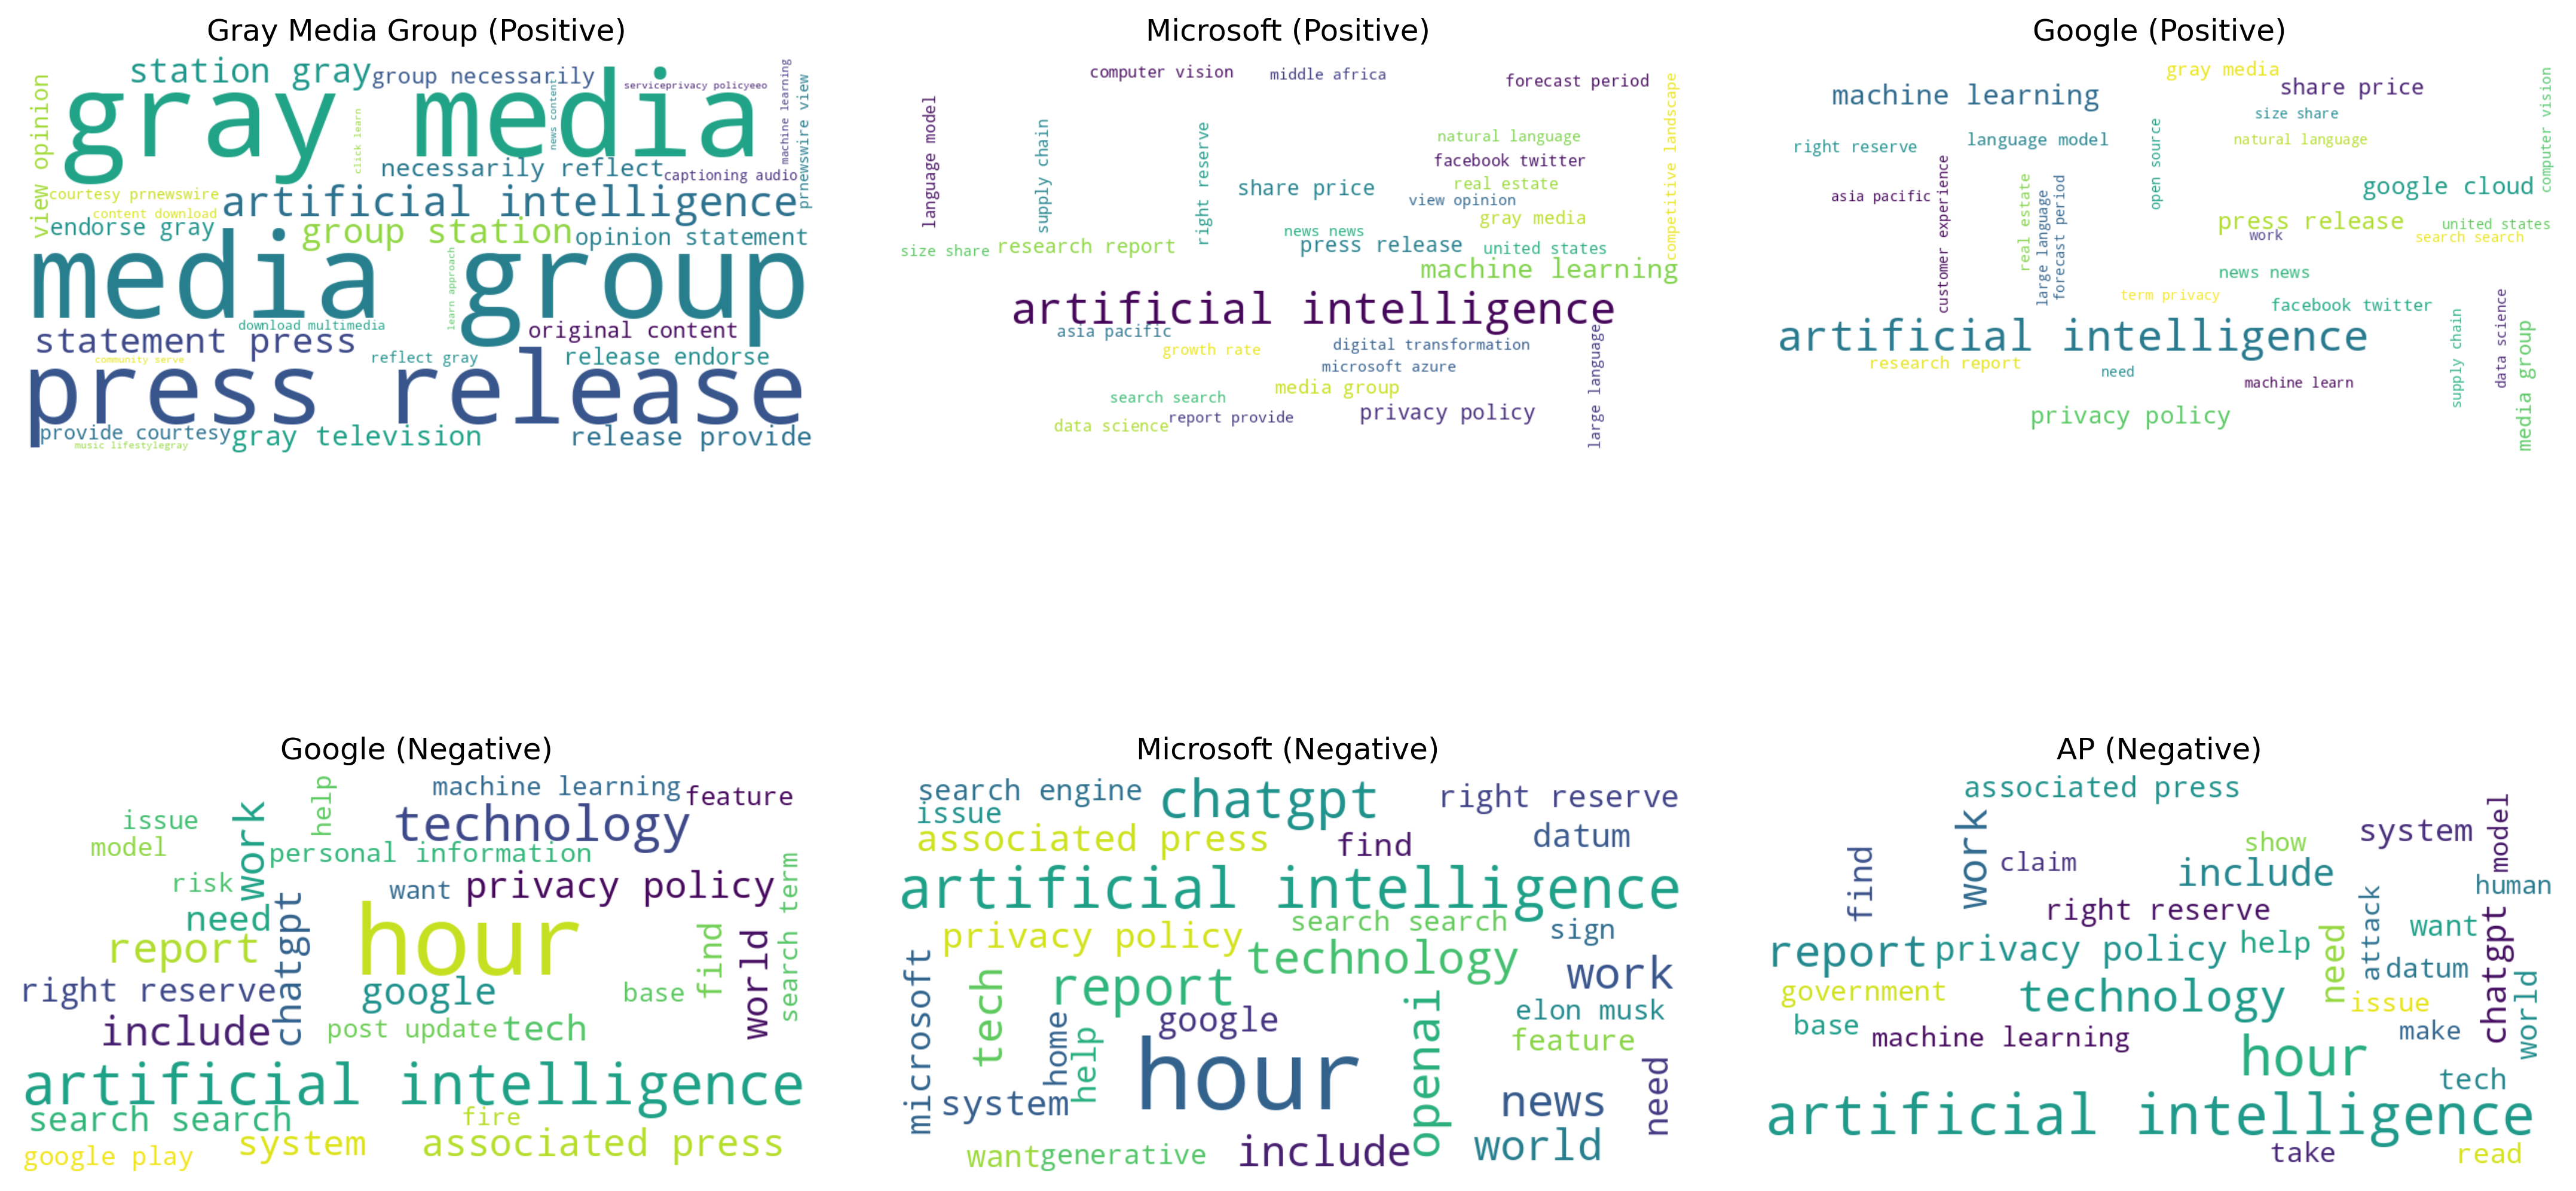 Gray Media Group (Positive)
station gray
group necessarily
serviceprivacy policyeeo
view opinion
gray media
click learn
news content
machine learning
prnewswire view
necessarily reflect
captioning audio
courtesy prnewswire
artificial intelligence
content download
endorse gray
group station
opinion statement
media group
learn approach
download multimedia
original content
statement press
community serve
reflect gray
release endorse
press release
provide courtesy
gray television
release provide
music lifestylegray
Microsoft (Positive)
computer vision
middle africa
forecast period
competitive landscape
language model
supply chain
right reserve
natural language
facebook twitter
share price
real estate
view opinion
gray media
news news
size share
research report
press release
united states
machine learning
artificial intelligence
asia pacific
growth rate
digital transformation
large language
microsoft azure
media group
search search
data science
report provide
privacy policy
Google (Positive)
gray media
share price
computer vision
machine learning
size share
right reserve
language model
open source
natural language
asia pacific
customer experience
real estate
large language
forecast period
google cloud
press release
united states
work
search search
news news
term privacy
facebook twitter
artificial intelligence
research report
need
machine learn
supply chain
data science
media group
privacy policy
Google (Negative)
help
machine learning
feature
issue
work
technology
model
personal information
risk
want
privacy policy
search term
need
chatgpt
hour
report
find
world
right reserve
google
base
include
post update
tech
artificial intelligence
search search
fire
google play
system
associated press
Microsoft (Negative)
search engine
chatgpt
right reserve
issue
associated press
find
datum
artificial intelligence
search search
privacy policy
sign
technology
microsoft
tech
report
work
openai
google
elon musk
home
help
hour
feature
system
news
need
want
generative
include
world
AP (Negative)
associated press
work
system
model
find
claim
show
include
human
right reserve
attack
want
chatgpt
report
privacy policy
help
need
datum
government
technology
issue
world
base
machine learning
make
hour
tech
artificial intelligence
take
read